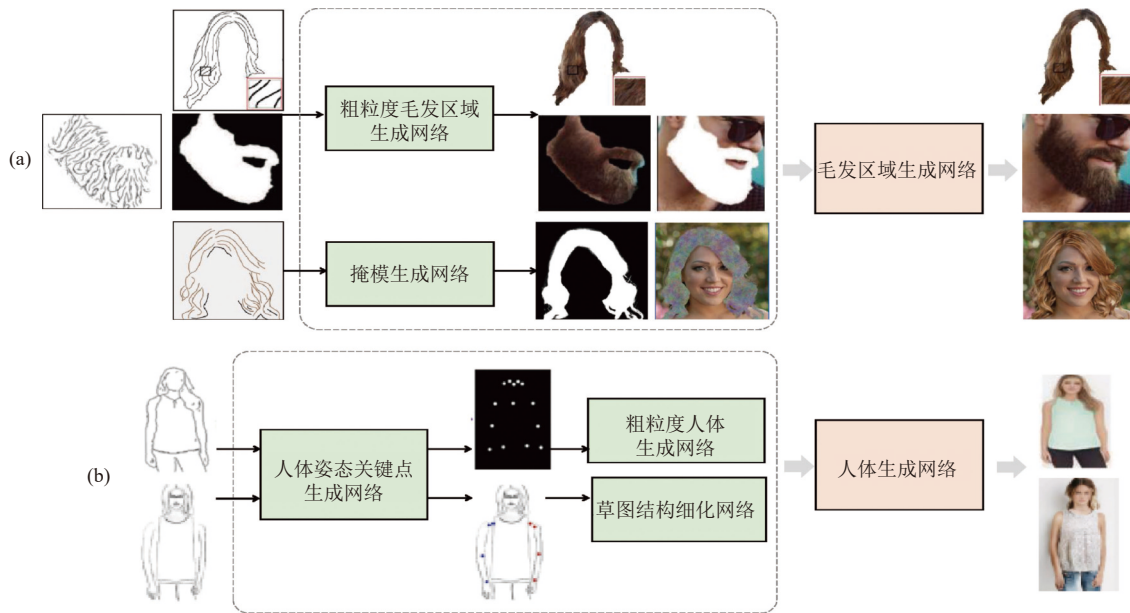 (a)
粗粒度毛发区域
生成网络
毛发区域生成网络
掩模生成网络
(b)
人体姿态关键点
生成网络
粗粒度人体
生成网络
草图结构细化网络
人体生成网络